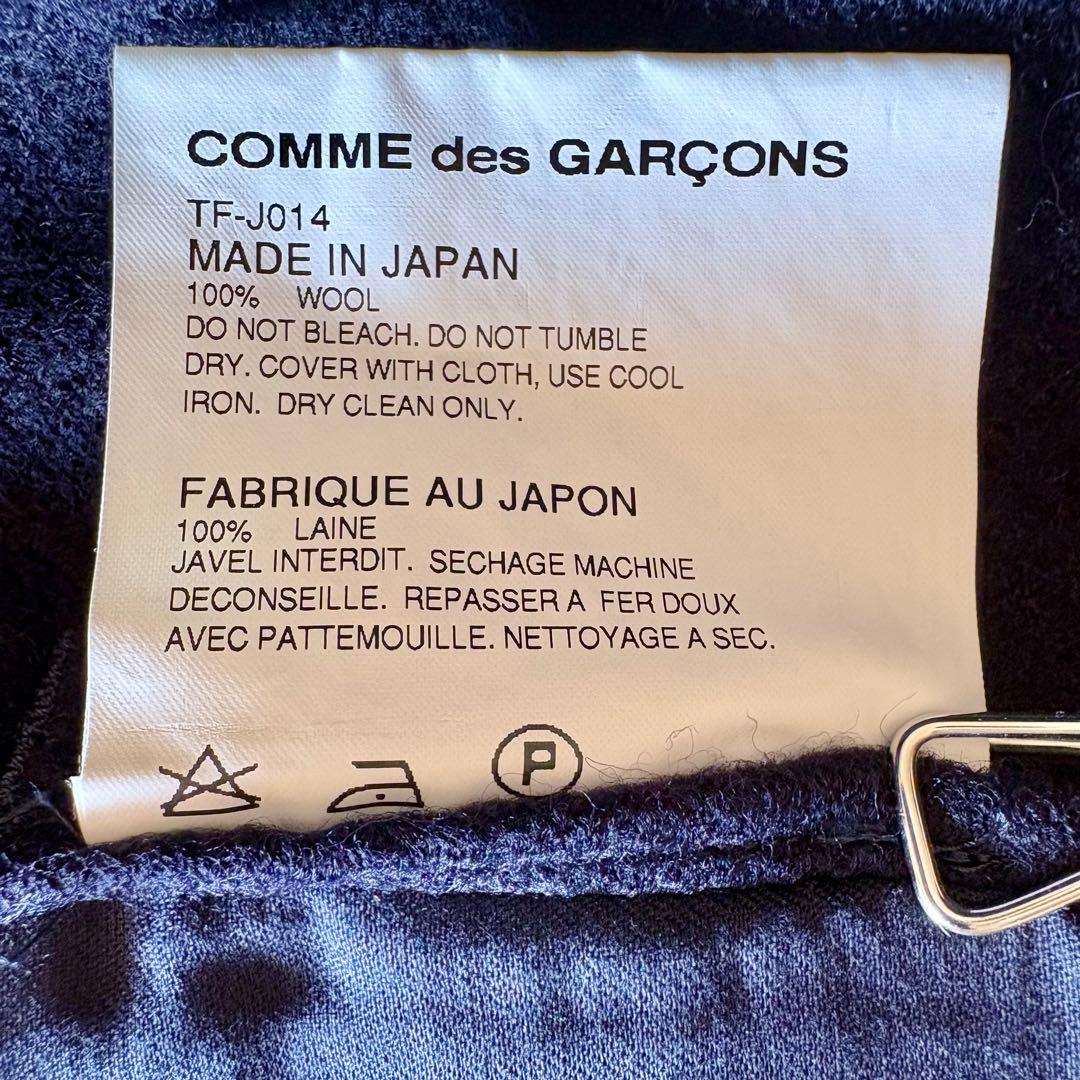 COMME des GARÇONS
TF-J014
MADE IN JAPAN
100% WOOL
DO NOT BLEACH. DO NOT TUMBLE
DRY. COVER WITH CLOTH, USE COOL
IRON. DRY CLEAN ONLY.
FABRIQUE AU JAPON
100% LAINE
JAVEL INTERDIT. SECHAGE MACHINE
DECONSEILLE. REPASSER A FER DOUX
AVEC PATTEMOUILLE. NETTOYAGE A SEC.
P